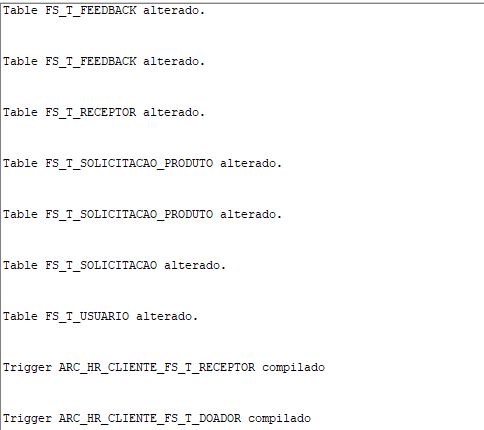 Table FS_T_FEEDBACK alterado.
Table FS_T_FEEDBACK alterado.
Table FS_T_RECEPTOR alterado.
Table FS_T_SOLICITACAO_PRODUTO alterado.
Table FS_T_SOLICITACAO_PRODUTO alterado.
Table FS_T_SOLICITACAO alterado.
Table FS_T_USUARIO alterado.
Trigger ARC_HR_CLIENTE_FS_T_RECEPTOR compilado
Trigger ARC_HR_CLIENTE_FS_T_DOADOR compilado